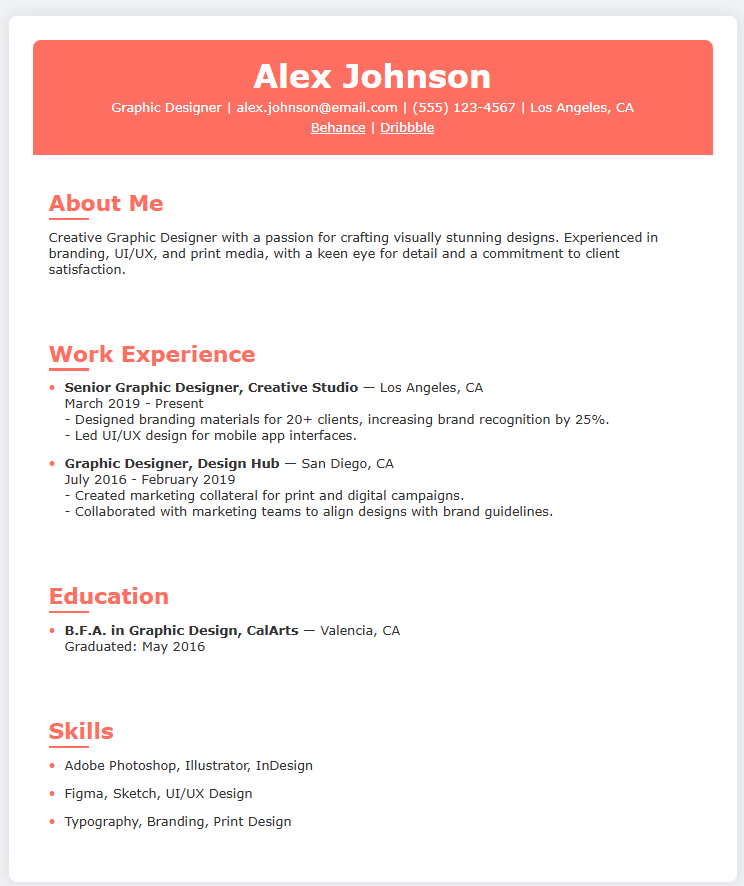 Alex Johnson
Graphic Designer | alex.johnson@email.com | (555) 123-4567 | Los Angeles, CA
Behance | Dribbble
About Me
Creative Graphic Designer with a passion for crafting visually stunning designs. Experienced in
branding, UI/UX, and print media, with a keen eye for detail and a commitment to client
satisfaction.
Work Experience
• Senior Graphic Designer, Creative Studio — Los Angeles, CA
March 2019 - Present
- Designed branding materials for 20+ clients, increasing brand recognition by 25%.
- Led UI/UX design for mobile app interfaces.
• Graphic Designer, Design Hub — San Diego, CA
July 2016 - February 2019
- Created marketing collateral for print and digital campaigns.
- Collaborated with marketing teams to align designs with brand guidelines.
Education
• B.F.A. in Graphic Design, CalArts — Valencia, CA
Graduated: May 2016
Skills
• Adobe Photoshop, Illustrator, InDesign
• Figma, Sketch, UI/UX Design
• Typography, Branding, Print Design